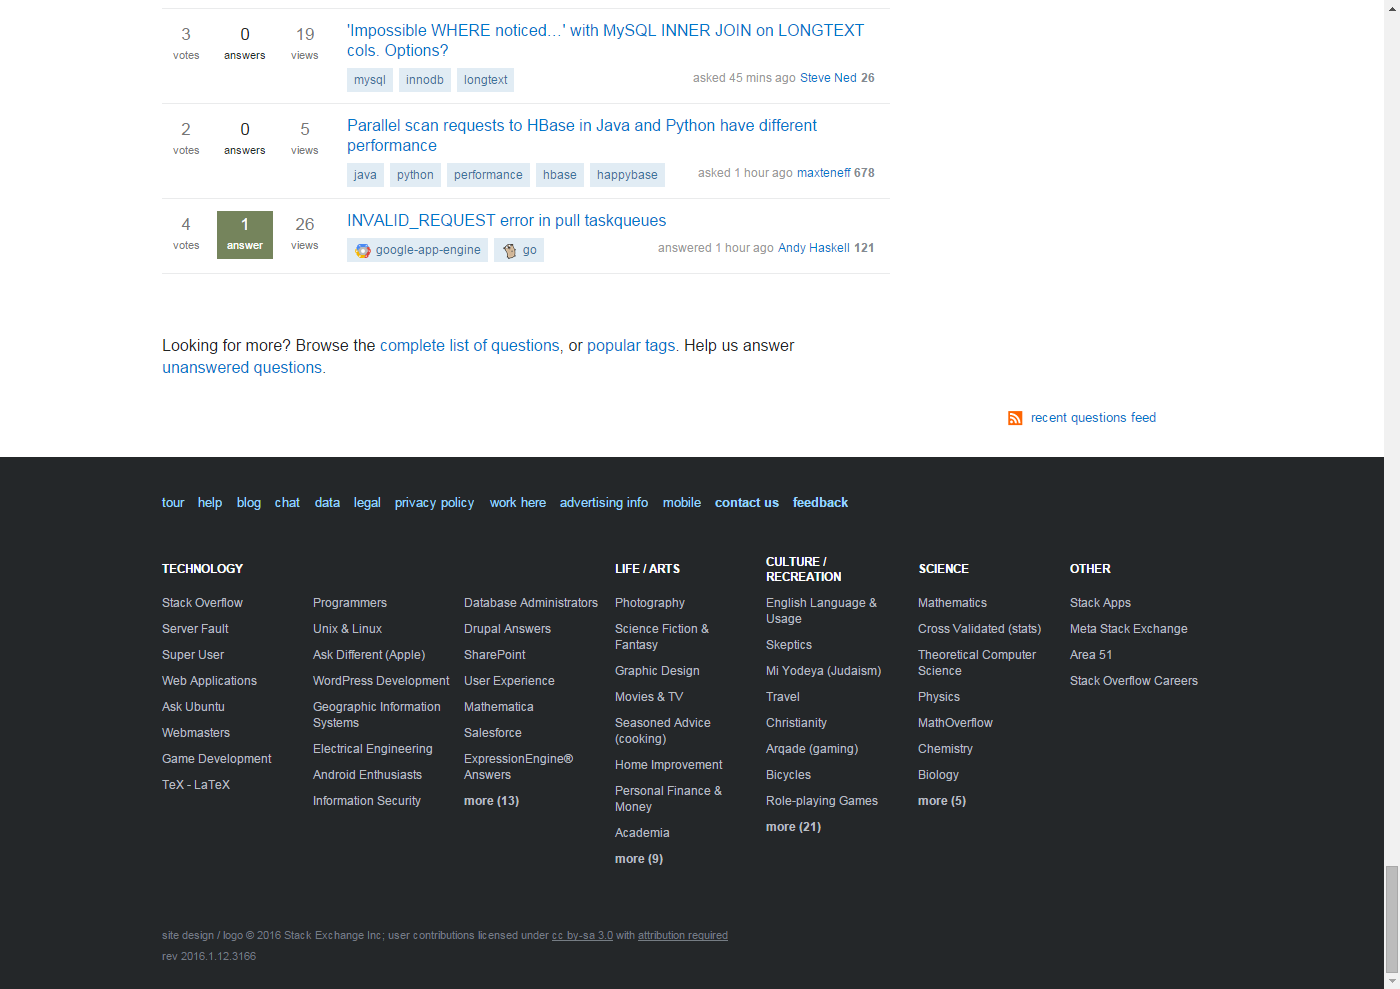 3 0 19 'Impossible WHERE noticed...' with MySQL INNER JOIN on LONGTEXT
votes answers views cols. Options?
mysql innodb longtext asked 45 mins ago Steve Ned 26
2 0 5 Parallel scan requests to HBase in Java and Python have different
votes answers views performance
java python performance hbase happybase asked 1 hour ago maxteneff 678
4 1 26 INVALID_REQUEST error in pull taskqueues
votes answer views google-app-engine go answered 1 hour ago Andy Haskell 121
Looking for more? Browse the complete list of questions, or popular tags. Help us answer
unanswered questions.
recent questions feed
tour help blog chat data legal privacy policy work here advertising info mobile contact us feedback
TECHNOLOGY
Stack Overflow
Server Fault
Super User
Web Applications
Ask Ubuntu
Webmasters
Game Development
TeX - LaTeX
Programmers
Unix & Linux
Ask Different (Apple)
WordPress Development
Geographic Information
Systems
Electrical Engineering
Android Enthusiasts
Information Security
Database Administrators
Drupal Answers
SharePoint
User Experience
Mathematica
Salesforce
ExpressionEngine®
Answers
more (13)
LIFE / ARTS
Photography
Science Fiction &
Fantasy
Graphic Design
Movies & TV
Seasoned Advice
(cooking)
Home Improvement
Personal Finance &
Money
Academia
more (9)
CULTURE /
RECREATION
English Language &
Usage
Skeptics
Mi Yodeya (Judaism)
Travel
Christianity
Arqade (gaming)
Bicycles
Role-playing Games
more (21)
SCIENCE
Mathematics
Cross Validated (stats)
Theoretical Computer
Science
Physics
MathOverflow
Chemistry
Biology
more (5)
OTHER
Stack Apps
Meta Stack Exchange
Area 51
Stack Overflow Careers
site design / logo © 2016 Stack Exchange Inc; user contributions licensed under cc by-sa 3.0 with attribution required
rev 2016.1.12.3166